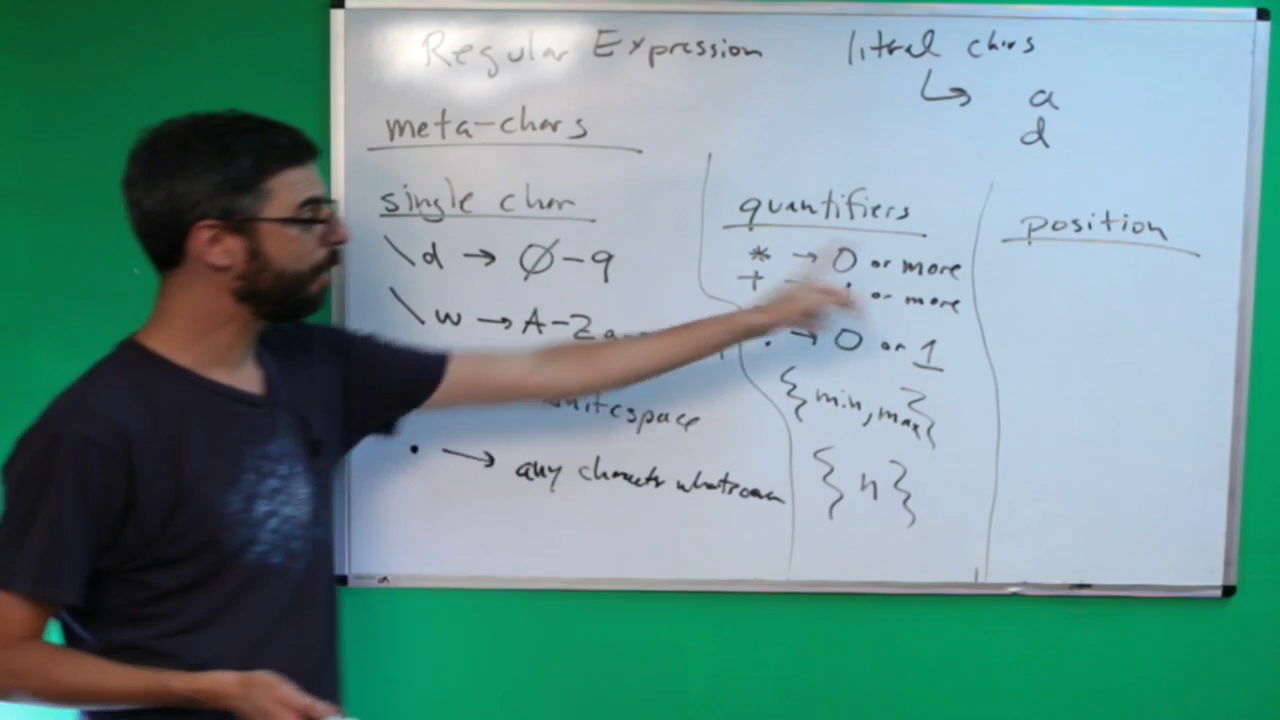 Regular Expression
literal chars
↳ a
d
meta-chars
single char
\d → Ø-9
\w → A-Za-
whitespace
. → any character whatsoever
quantifiers
* → 0 or more
+ → 1 or more
→ 0 or 1
{min, max}
{n}
position